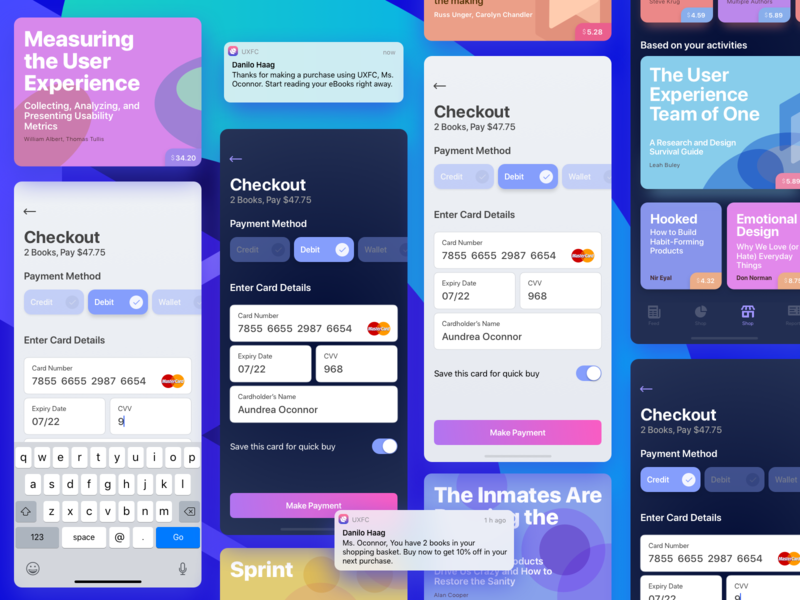 Measuring
the User
Experience
Collecting, Analyzing, and
Presenting Usability
Metrics
William Albert, Thomas Tullis
$34.20
←
Checkout
2 Books, Pay $47.75
Payment Method
Credit
Debit
Wallet
Enter Card Details
Card Number
7855 6655 2987 6654
MasterCard
Expiry Date
07/22
CVV
9
q w e r t y u i o p
a s d f g h j k l
z x c v b n m
123 space @ . Go
UXFC
now
Danilo Haag
Thanks for making a purchase using UXFC, Ms.
Oconnor. Start reading your eBooks right away.
←
Checkout
2 Books, Pay $47.75
Payment Method
Credit
Debit
Wallet
Enter Card Details
Card Number
7855 6655 2987 6654
MasterCard
Expiry Date
07/22
CVV
968
Cardholder's Name
Aundrea Oconnor
Save this card for quick buy
Make Payment
UXFC
1 h ago
Danilo Haag
Ms. Oconnor, You have 2 books in your
shopping basket. Buy now to get 10% off in your
next purchase.
Sprint
the making
Russ Unger, Carolyn Chandler
$5.28
←
Checkout
2 Books, Pay $47.75
Payment Method
Credit
Debit
Wallet
Enter Card Details
Card Number
7855 6655 2987 6654
MasterCard
Expiry Date
07/22
CVV
968
Cardholder's Name
Aundrea Oconnor
Save this card for quick buy
Make Payment
The Inmates Are
the
oducts
Drive Us Crazy and How to
Restore the Sanity
Alan Cooper
Steve Krug
$4.59
Multiple Authors
$5.89
Based on your activities
The User
Experience
Team of One
A Research and Design
Survival Guide
Leah Buley
$5.89
Hooked
How to Build
Habit-Forming
Products
Nir Eyal
$4.32
Emotional
Design
Why We Love (or
Hate) Everyday
Things
Don Norman
Shop
←
Checkout
2 Books, Pay $47.75
Payment Method
Credit
Debit
Wallet
Enter Card Details
Card Number
7855 6655 2987 6654
Expiry Date
07/22
CVV
9